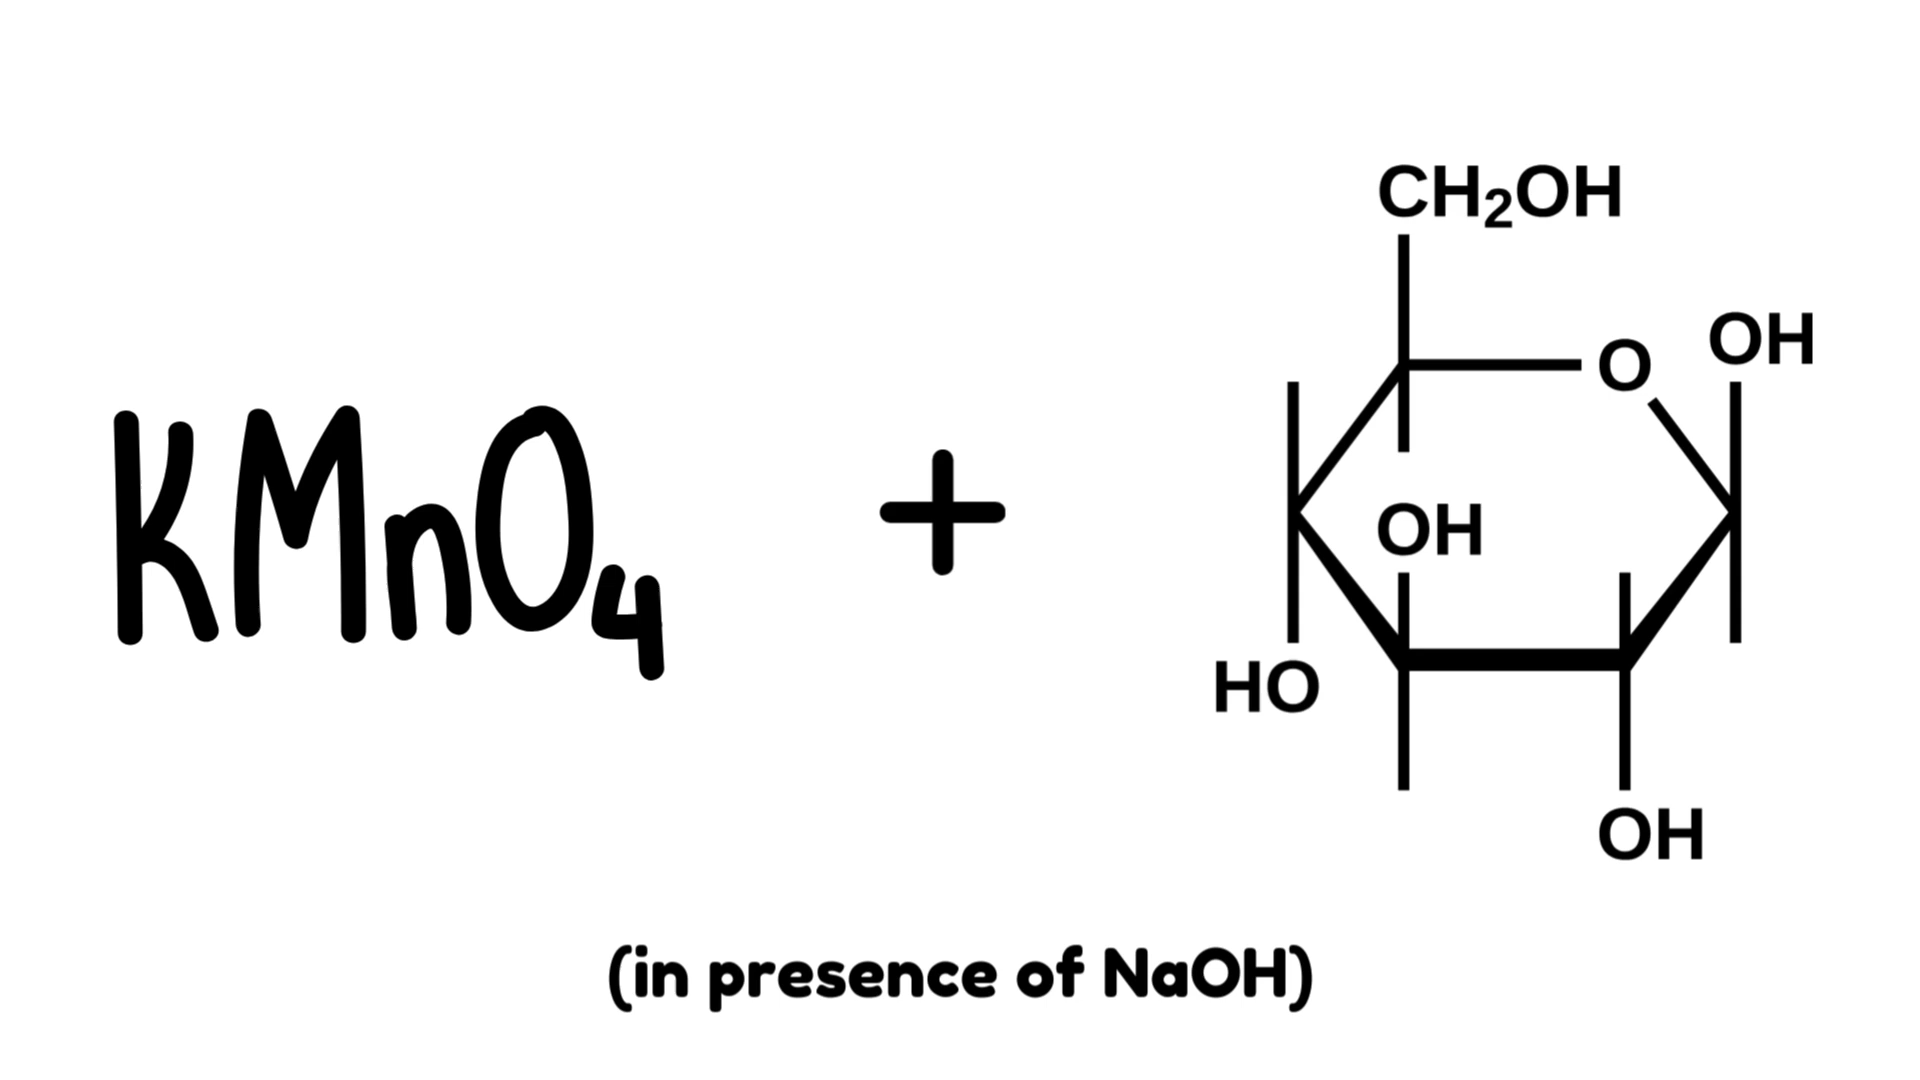 CH₂OH
O OH
KMnO₄ + OH
HO
OH
(in presence of NaOH)